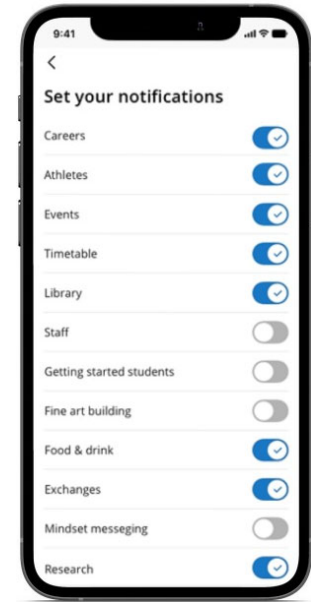 9:41
Set your notifications
Careers
Athletes
Events
Timetable
Library
Staff
Getting started students
Fine art building
Food & drink
Exchanges
Mindset messeging
Research